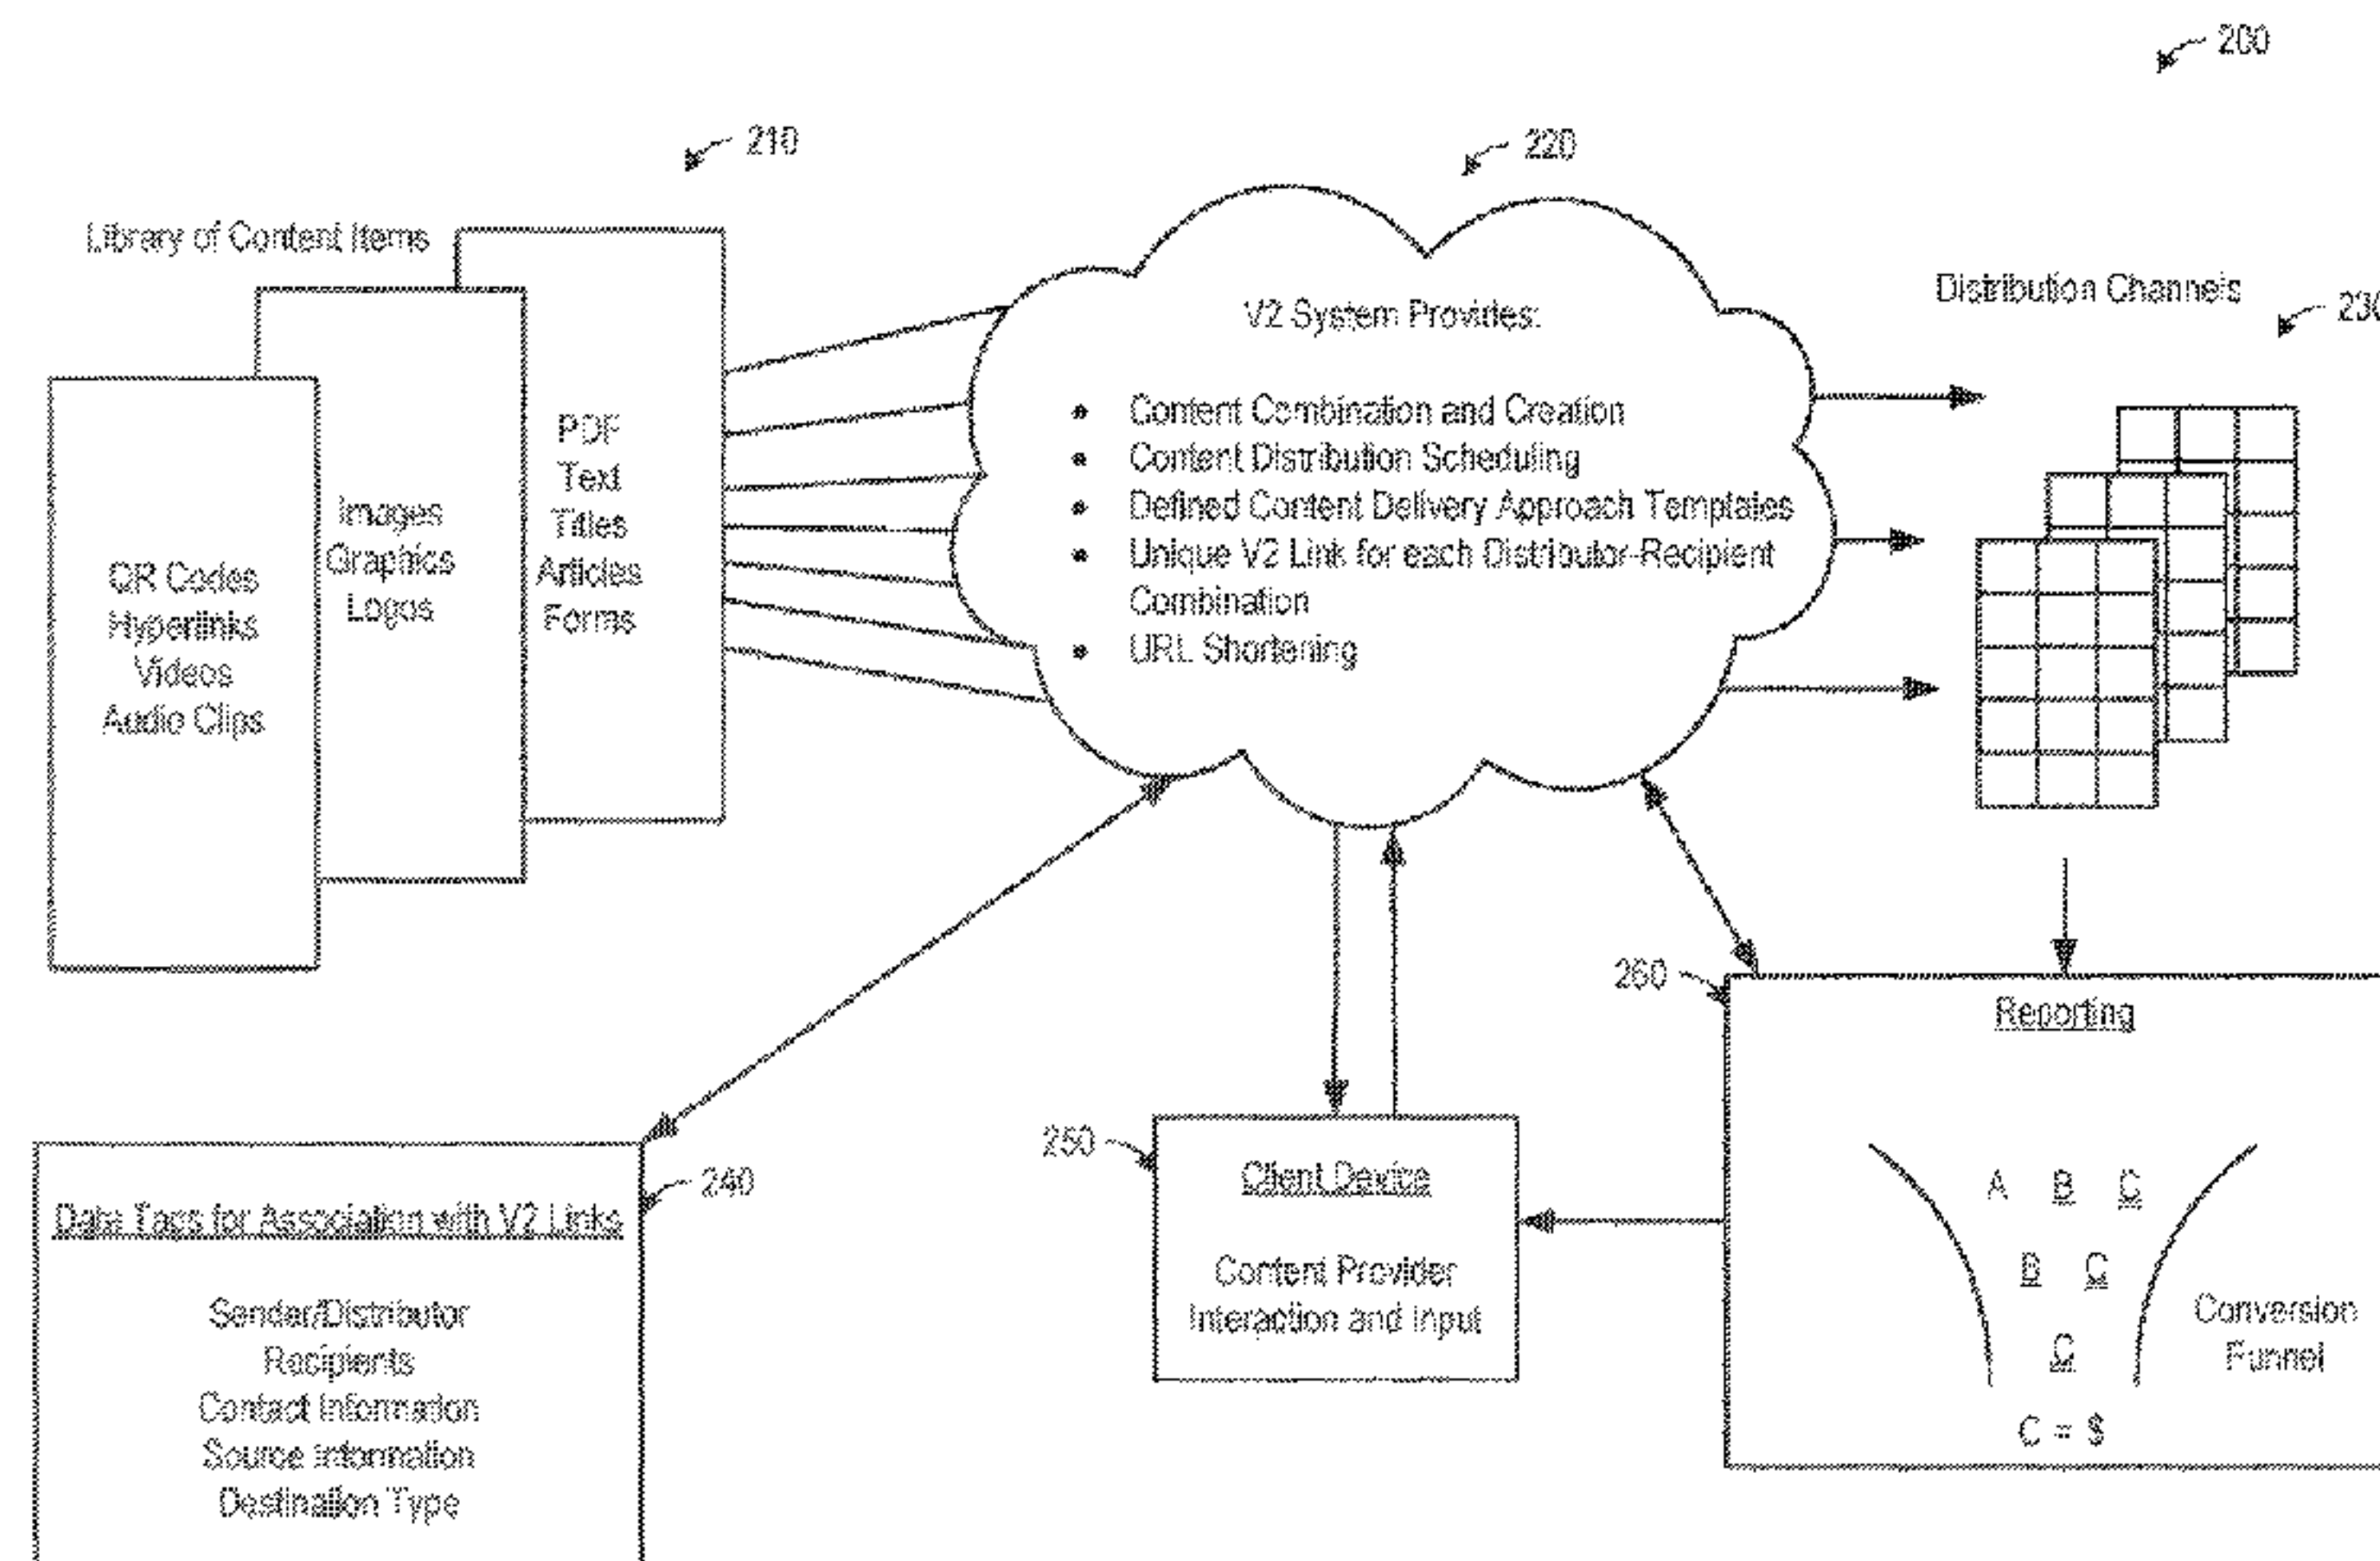 200
210
220
Library of Content Items
Distribution Channels
230
QR Codes
Hyperlinks
Videos
Audio Clips
Images
Graphics
Logos
PDF
Text
Titles
Articles
Forms
V2 System Provides:
• Content Combination and Creation
• Content Distribution Scheduling
• Defined Content Delivery Approach Templates
• Unique V2 Link for each Distributor-Recipient
Combination
• URL Shortening
240
Data Tags for Association with V2 Links
Sender/Distributor
Recipients
Contact Information
Source Information
Destination Type
250
Client Device
Content Provider
Interaction and Input
260
Reporting
A B C
B C
C
Conversion
Funnel
C = $